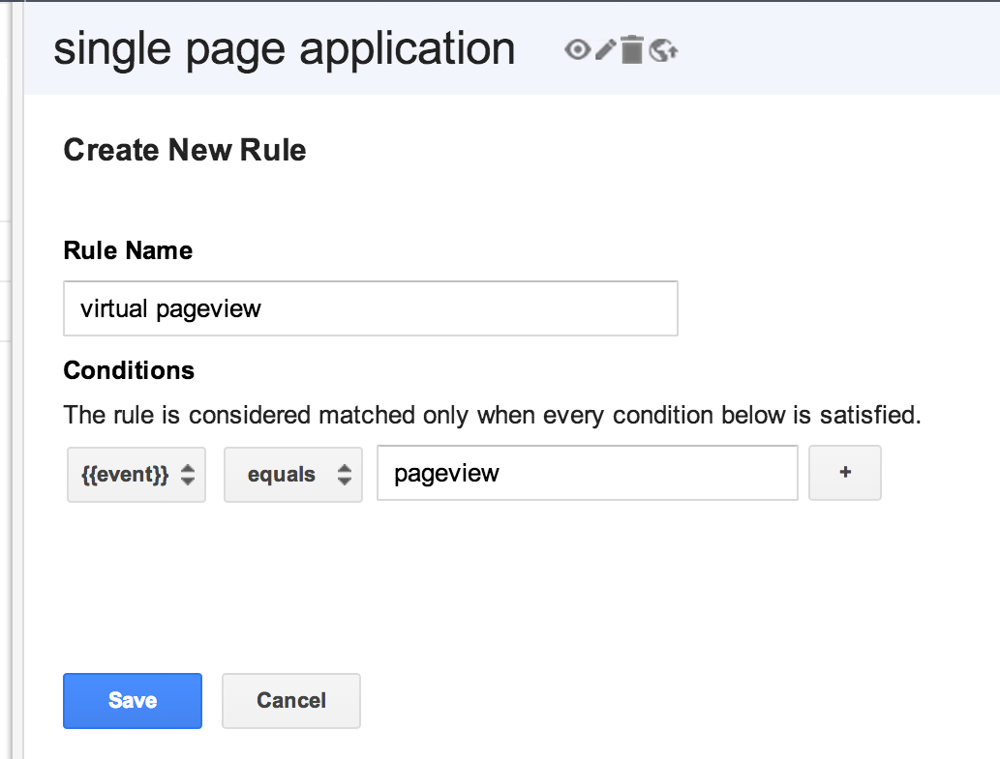 single page application
Create New Rule
Rule Name
virtual pageview
Conditions
The rule is considered matched only when every condition below is satisfied.
{{event}} equals pageview +
Save Cancel